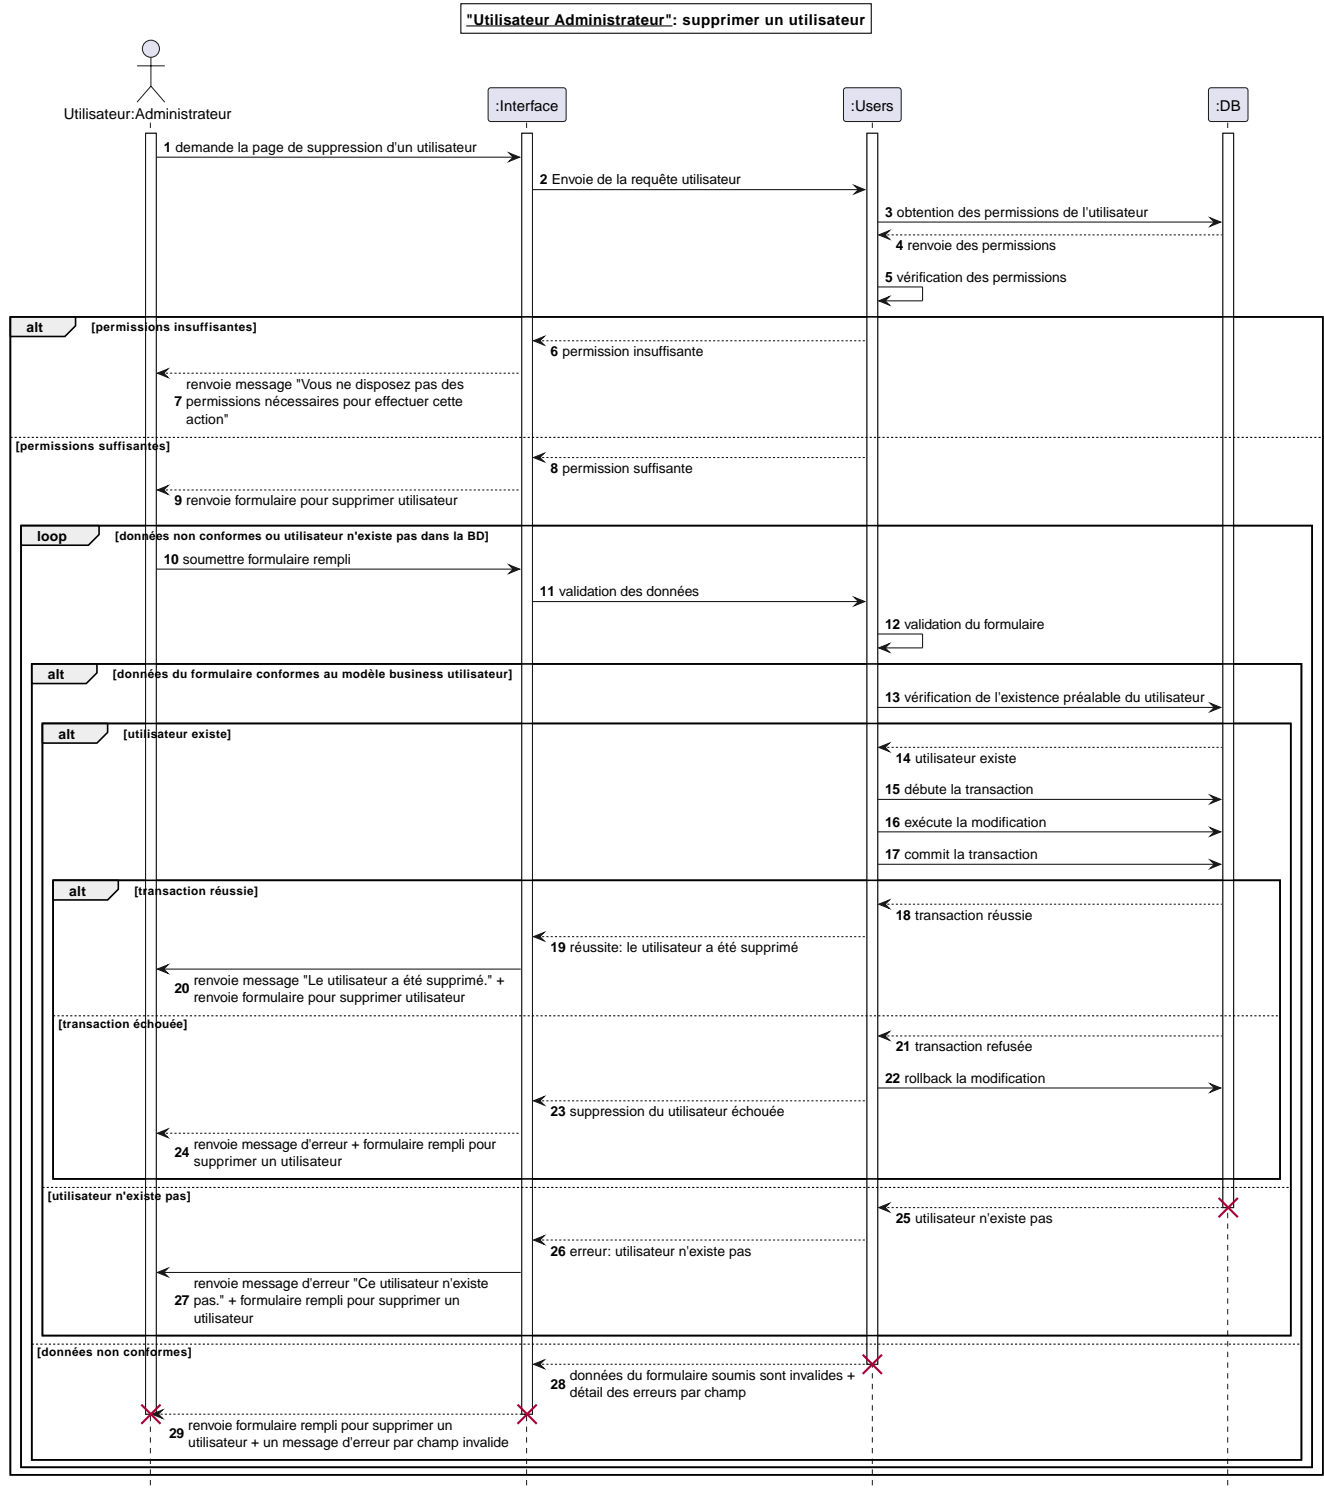 "Utilisateur Administrateur": supprimer un utilisateur
Utilisateur:Administrateur
:Interface
:Users
:DB
1 demande la page de suppression d'un utilisateur
2 Envoie de la requête utilisateur
3 obtention des permissions de l'utilisateur
4 renvoie des permissions
5 vérification des permissions
alt [permissions insuffisantes]
6 permission insuffisante
renvoie message "Vous ne disposez pas des
7 permissions nécessaires pour effectuer cette
action"
[permissions suffisantes]
8 permission suffisante
9 renvoie formulaire pour supprimer utilisateur
loop [données non conformes ou utilisateur n'existe pas dans la BD]
10 soumettre formulaire rempli
11 validation des données
12 validation du formulaire
alt [données du formulaire conformes au modèle business utilisateur]
13 vérification de l'existence préalable du utilisateur
alt [utilisateur existe]
14 utilisateur existe
15 débute la transaction
16 exécute la modification
17 commit la transaction
alt [transaction réussie]
18 transaction réussie
19 réussite: le utilisateur a été supprimé
20 renvoie message "Le utilisateur a été supprimé." +
renvoie formulaire pour supprimer utilisateur
[transaction échouée]
21 transaction refusée
22 rollback la modification
23 suppression du utilisateur échouée
24 renvoie message d'erreur + formulaire rempli pour
supprimer un utilisateur
[utilisateur n'existe pas]
25 utilisateur n'existe pas
26 erreur: utilisateur n'existe pas
renvoie message d'erreur "Ce utilisateur n'existe
27 pas." + formulaire rempli pour supprimer un
utilisateur
[données non conformes]
28 données du formulaire soumis sont invalides +
détail des erreurs par champ
29 renvoie formulaire rempli pour supprimer un
utilisateur + un message d'erreur par champ invalide